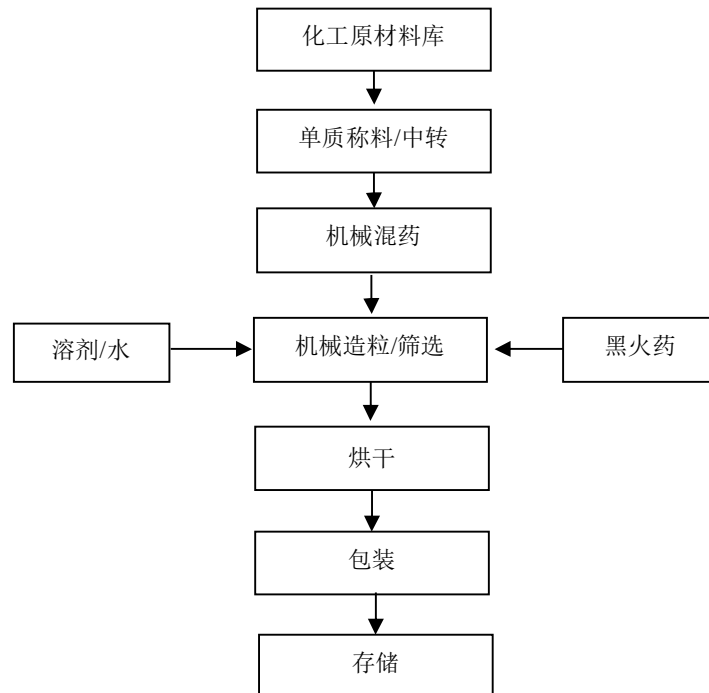 化工原材料库
单质称料/中转
机械混药
溶剂/水
机械造粒/筛选
黑火药
烘干
包装
存储